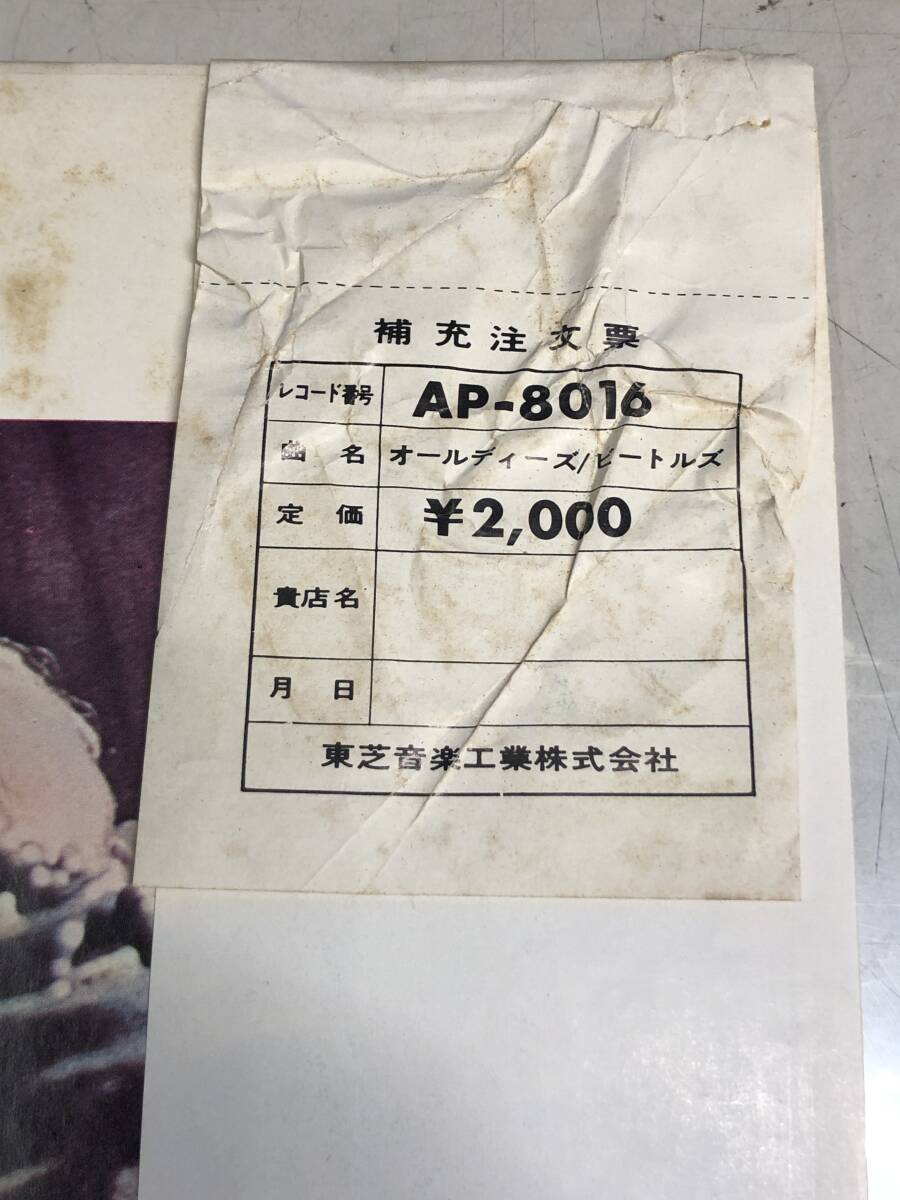 補充注文票
レコード番号 AP-8016
曲名 オールディーズ/ビートルズ
定価 ¥2,000
貴店名
月日
東芝音楽工業株式会社